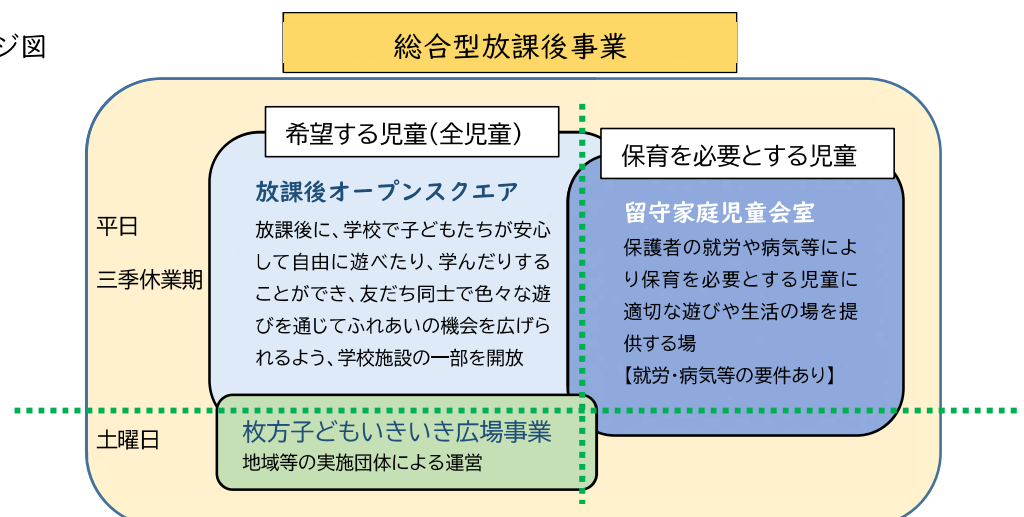 ジ図
総合型放課後事業
希望する児童(全児童)
保育を必要とする児童
放課後オープンスクエア
放課後に、学校で子どもたちが安心
して自由に遊べたり、学んだりする
ことができ、友だち同士で色々な遊
びを通じてふれあいの機会を広げら
れるよう、学校施設の一部を開放
留守家庭児童会室
保護者の就労や病気等によ
り保育を必要とする児童に
適切な遊びや生活の場を提
供する場
【就労・病気等の要件あり】
平日
三季休業期
土曜日
枚方子どもいきいき広場事業
地域等の実施団体による運営